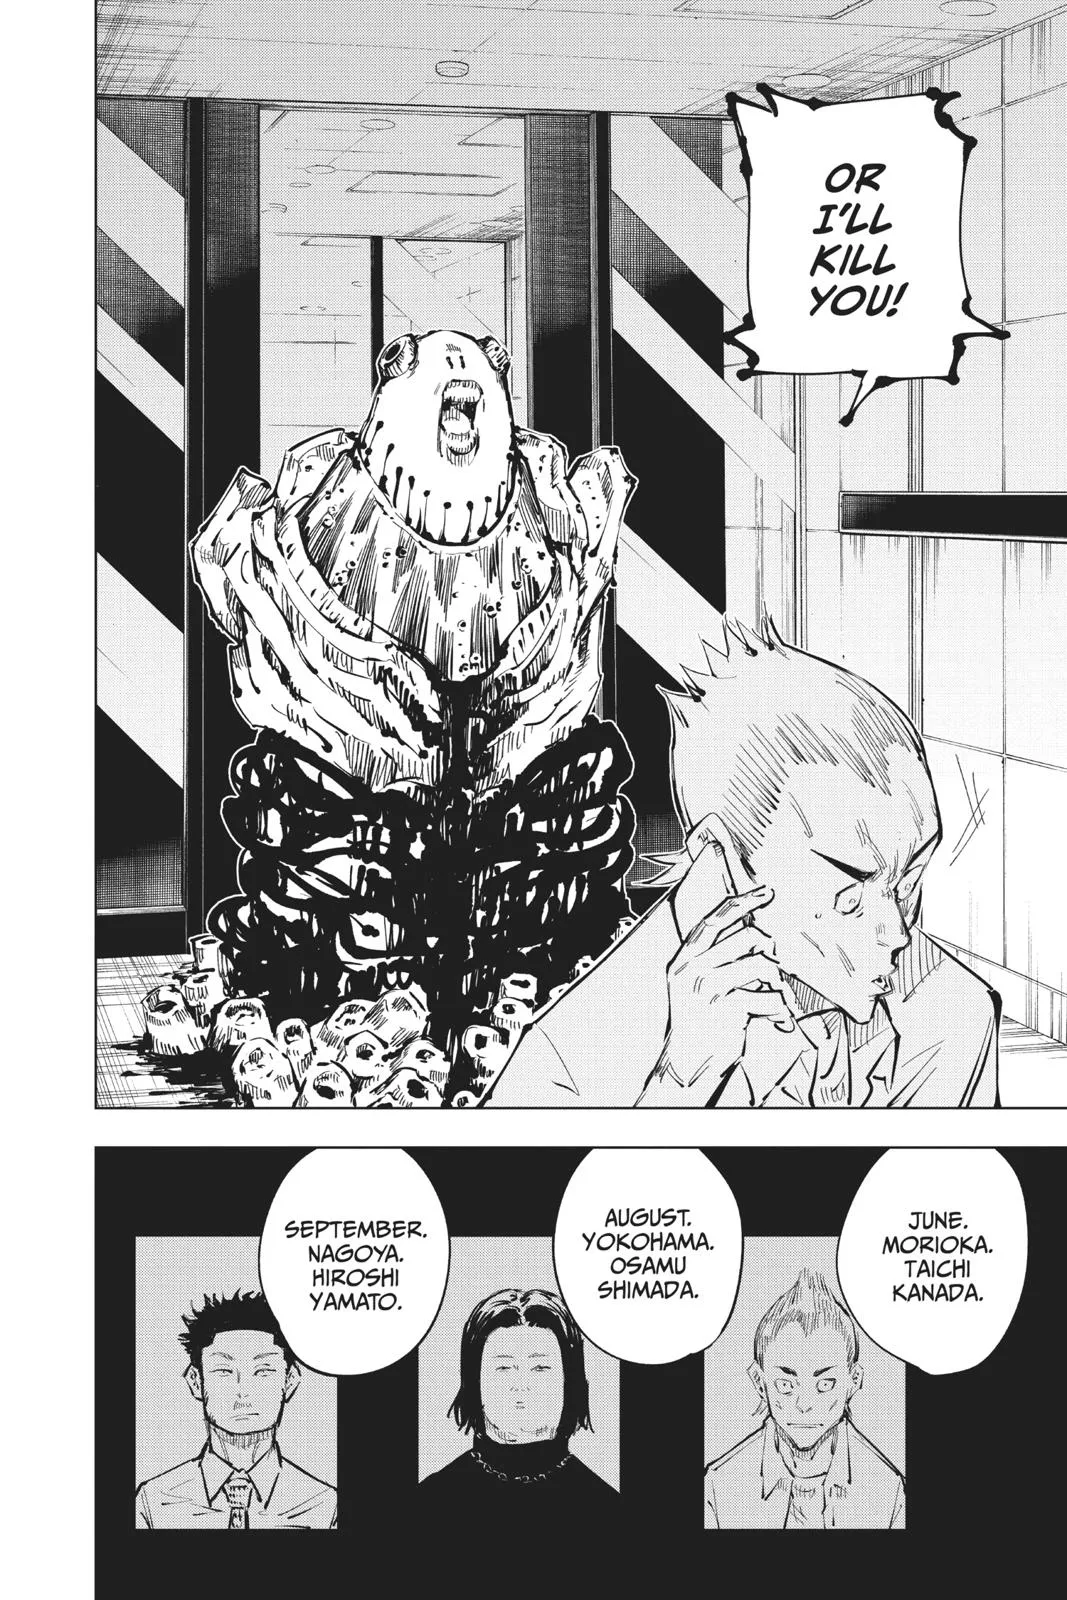 OR
I'LL
KILL
YOU!
JUNE.
MORIOKA.
TAICHI
KANADA.
AUGUST.
YOKOHAMA.
OSAMU
SHIMADA.
SEPTEMBER.
NAGOYA.
HIROSHI
YAMATO.